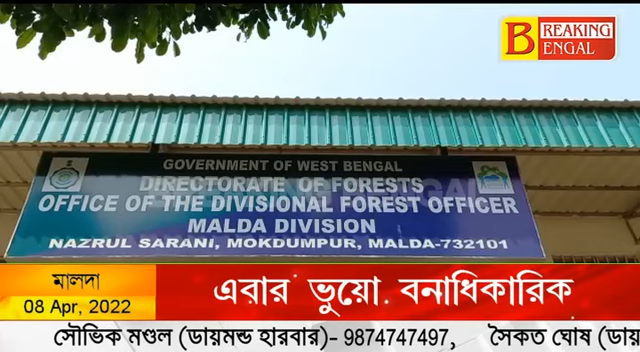 BREAKING BENGAL
GOVERNMENT OF WEST BENGAL
DIRECTORATE OF FORESTS
OFFICE OF THE DIVISIONAL FOREST OFFICER
MALDA DIVISION
NAZRUL SARANI, MOKDUMPUR, MALDA-732101
মালদা
08 Apr, 2022
এবার ভুয়ো বনাধিকারিক
সৌভিক মণ্ডল (ডায়মন্ড হারবার)- 9874747497, সৈকত ঘোষ (ডায়